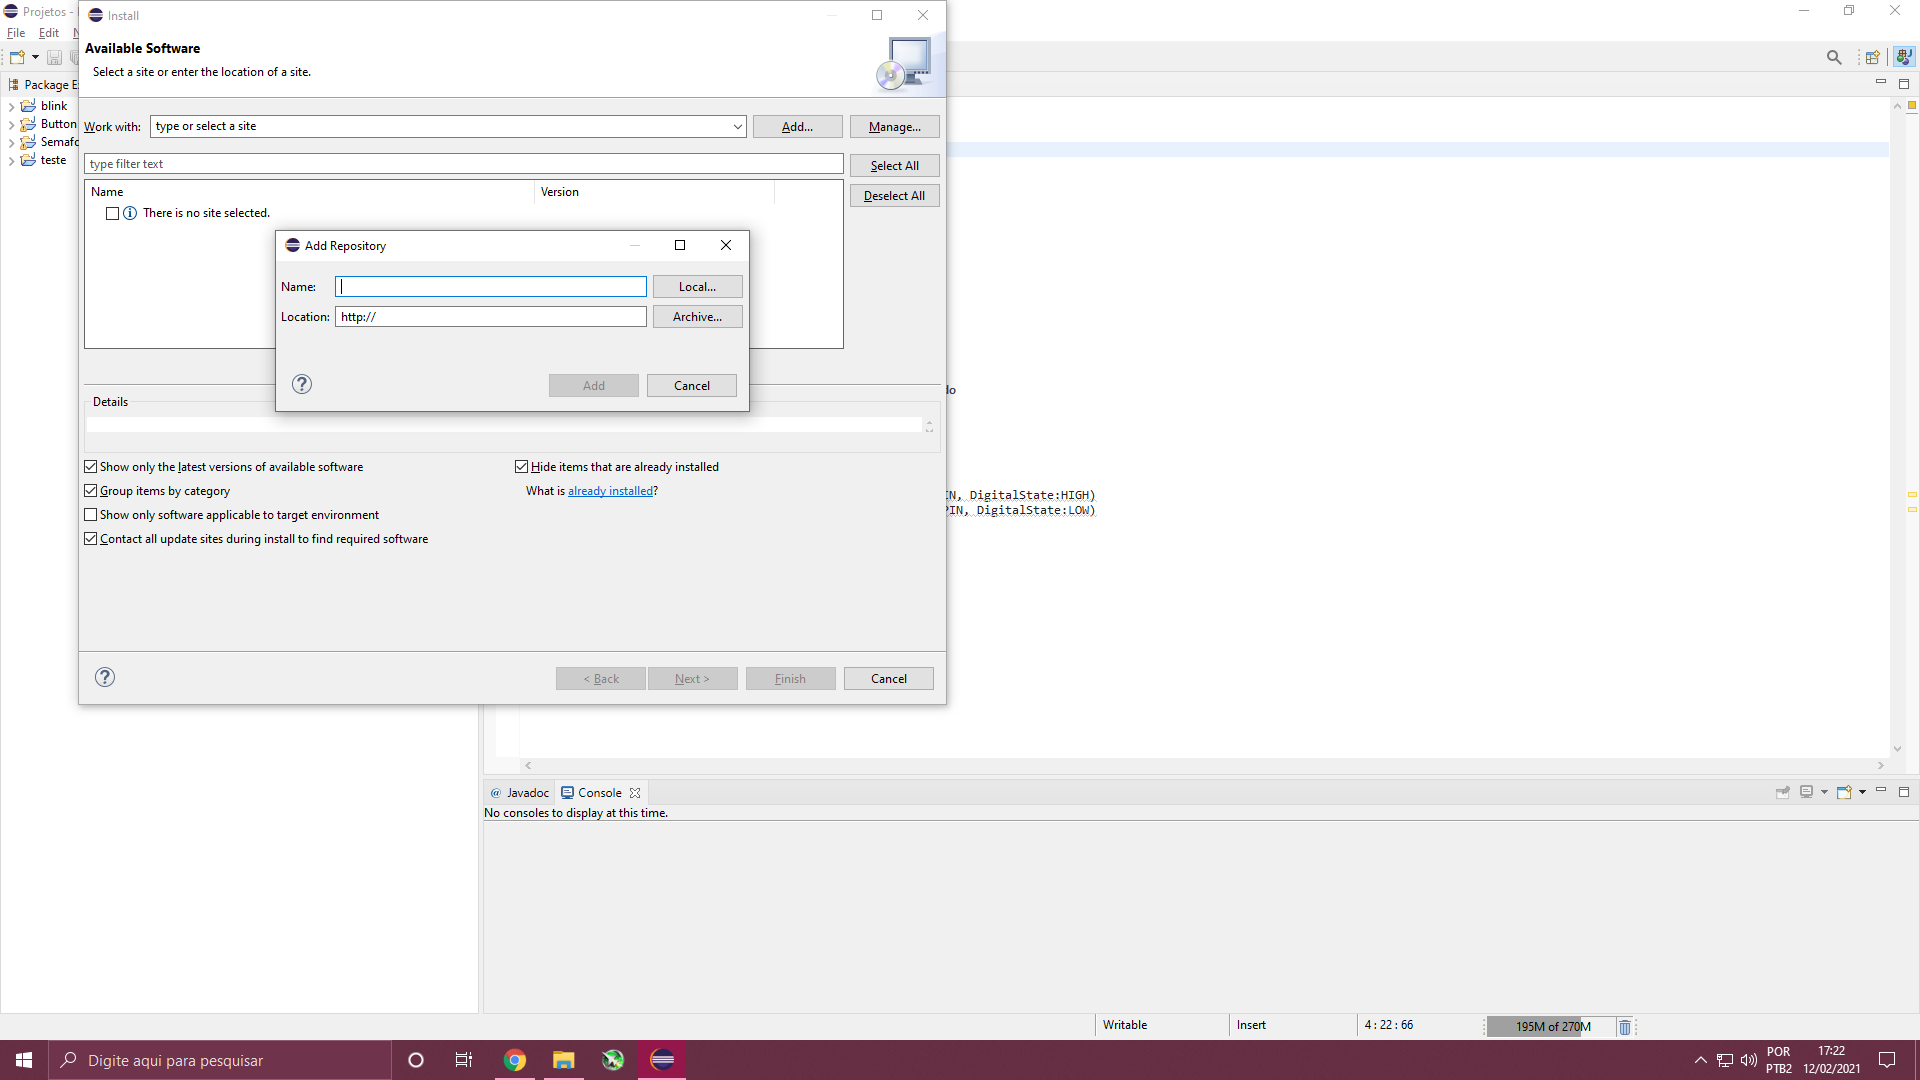 Projetos -
Install
File Edit
Available Software
Select a site or enter the location of a site.
Package E
blink
Button
Semafo
teste
Work with: type or select a site Add... Manage...
type filter text
Select All
Deselect All
Name Version
There is no site selected.
Add Repository
Name: Local...
Location: http:// Archive...
Add Cancel
do
Details
Show only the latest versions of available software
Hide items that are already installed
Group items by category
What is already installed?
Show only software applicable to target environment
Contact all update sites during install to find required software
IN, DigitalState:HIGH)
PIN, DigitalState:LOW)
< Back Next > Finish Cancel
@ Javadoc Console
No consoles to display at this time.
Writable Insert 4 : 22 : 66 195M of 270M
Digite aqui para pesquisar
POR
PTB2
17:22
12/02/2021